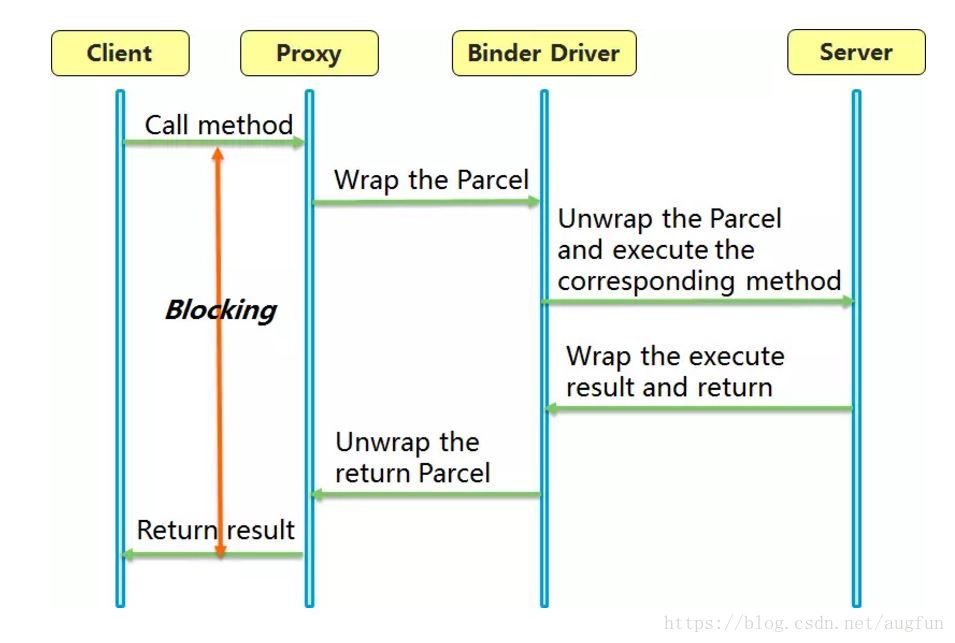 Client
Proxy
Binder Driver
Server
Call method
Wrap the Parcel
Unwrap the Parcel
and execute the
corresponding method
Blocking
Wrap the execute
result and return
Unwrap the
return Parcel
Return result
https://blog.csdn.net/augfun